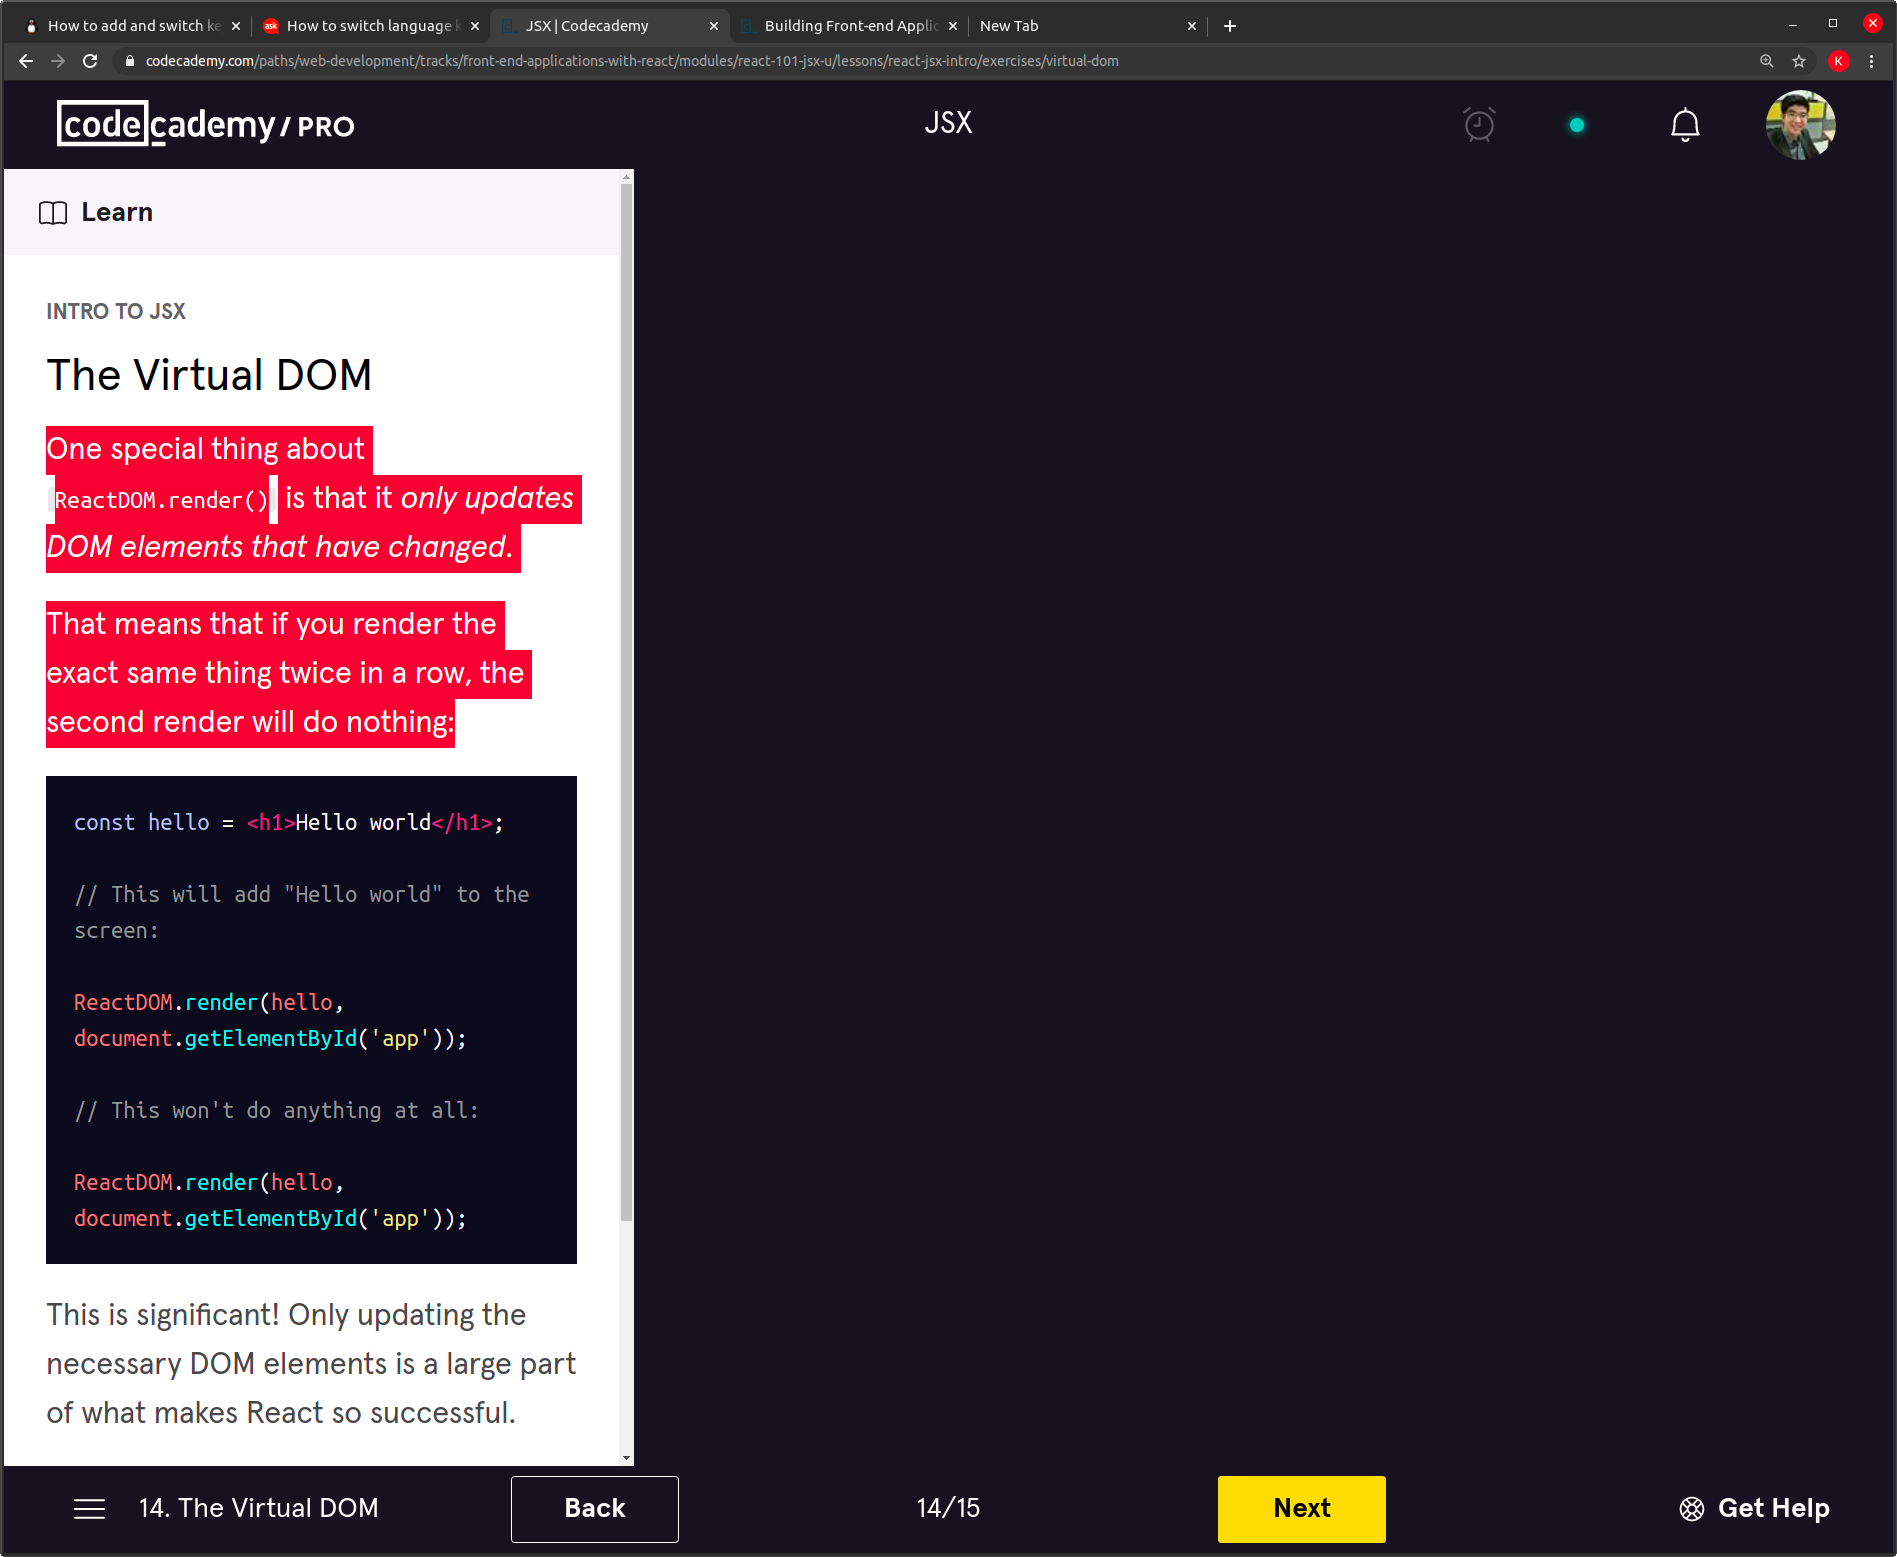 How to add and switch ke
How to switch language k
JSX | Codecademy
Building Front-end Applic
New Tab
codecademy.com/paths/web-development/tracks/front-end-applications-with-react/modules/react-101-jsx-u/lessons/react-jsx-intro/exercises/virtual-dom
K
codecademy / PRO
JSX
Learn
INTRO TO JSX
The Virtual DOM
One special thing about
ReactDOM.render() is that it only updates
DOM elements that have changed.
That means that if you render the
exact same thing twice in a row, the
second render will do nothing:
const hello = <h1>Hello world</h1>;
// This will add "Hello world" to the
screen:
ReactDOM.render(hello,
document.getElementById('app'));
// This won't do anything at all:
ReactDOM.render(hello,
document.getElementById('app'));
This is significant! Only updating the
necessary DOM elements is a large part
of what makes React so successful.
14. The Virtual DOM
Back
14/15
Next
Get Help